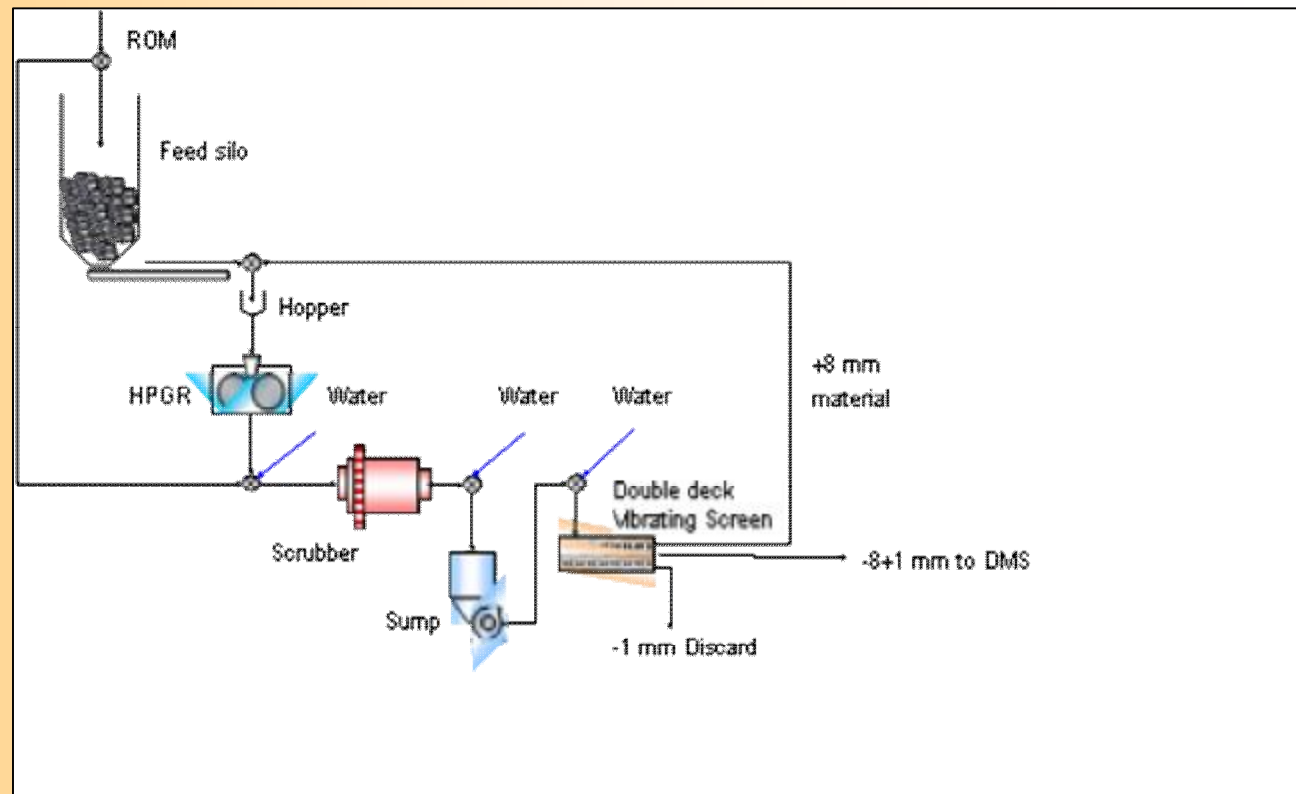 ROM
Feed silo
Hopper
HPGR
Water
Water
Water
+8 mm
material
Double deck
Vibrating Screen
Scrubber
-8+1 mm to DMS
Sump
-1 mm Discard